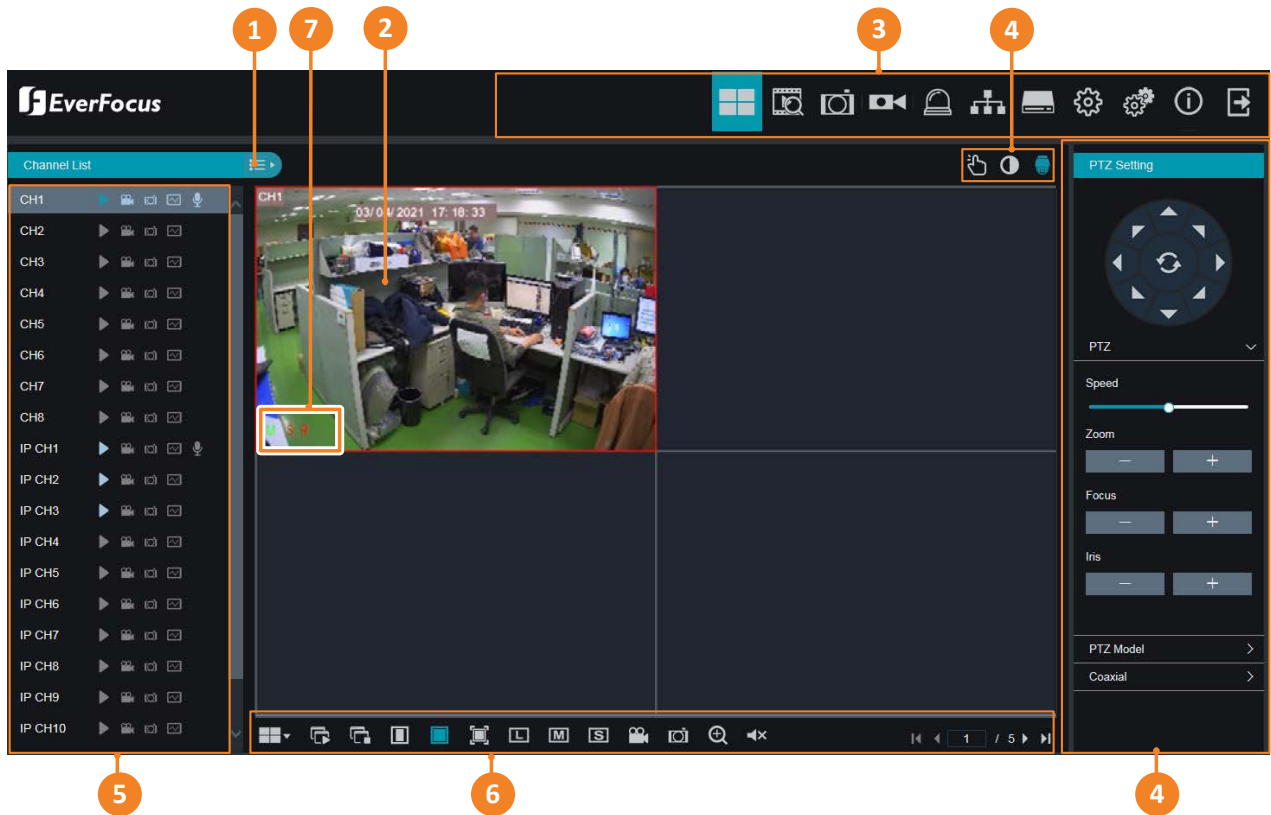 1 7 2 3 4
EverFocus
Channel List
PTZ Setting
CH1
CH2
CH3
CH4
CH5
CH6
CH7
CH8
IP CH1
IP CH2
IP CH3
IP CH4
IP CH5
IP CH6
IP CH7
IP CH8
IP CH9
IP CH10
CH1
03/04/2021 17:18:33
M S R
L M S
1 / 5
PTZ
Speed
Zoom
− +
Focus
− +
Iris
− +
PTZ Model
Coaxial
5 6 4